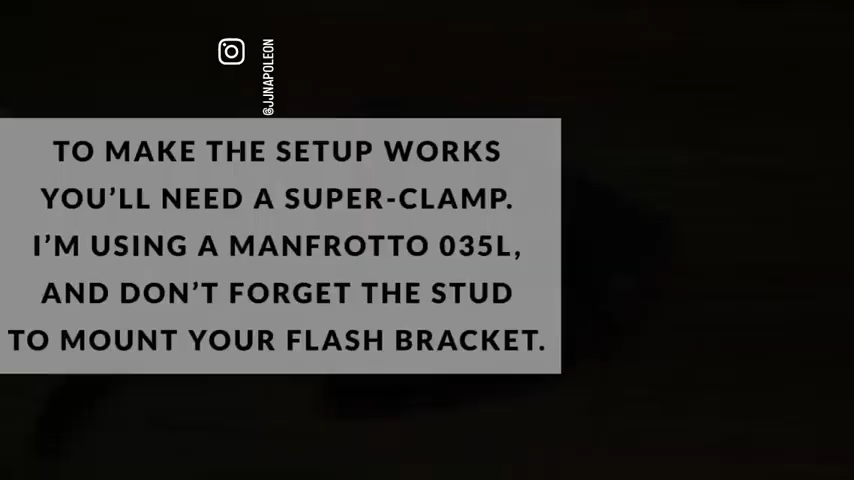 @JJNAPOLEON
TO MAKE THE SETUP WORKS
YOU'LL NEED A SUPER-CLAMP.
I'M USING A MANFROTTO 035L,
AND DON'T FORGET THE STUD
TO MOUNT YOUR FLASH BRACKET.